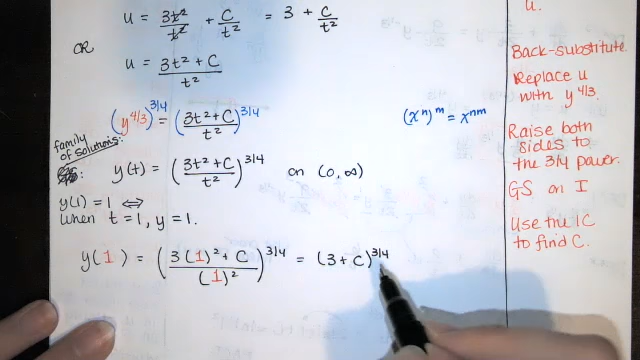 u = 3t²/t² + C/t² = 3 + C/t²
OR
u = (3t² + C)/t²
(y^4/3)^3/4 = ((3t² + C)/t²)^3/4
(xⁿ)ᵐ = xⁿᵐ
family
of solutions:
y(t) = ((3t² + C)/t²)^3/4 on (0, ∞)
y(1) = 1 ⇔
when t = 1, y = 1.
y(1) = ((3(1)² + C)/(1)²)^3/4 = (3 + C)^3/4
u.
Back-substitute.
Replace u
with y^4/3.
Raise both
sides to
the 3/4 power.
GS on I
Use the IC
to find C.